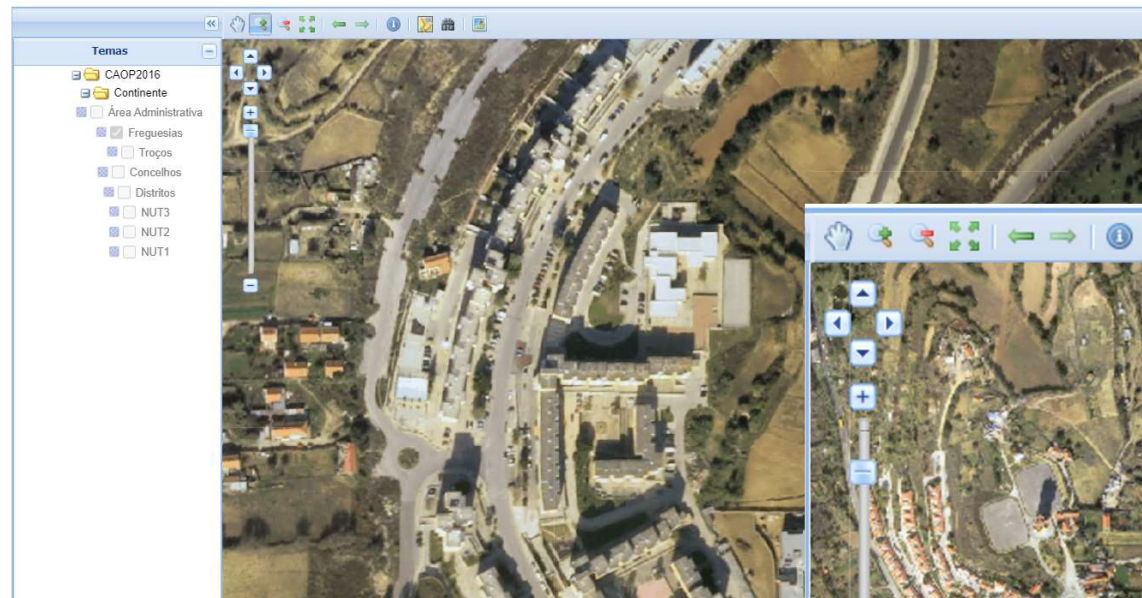 Temas
CAOP2016
Continente
Área Administrativa
Freguesias
Troços
Concelhos
Distritos
NUT3
NUT2
NUT1